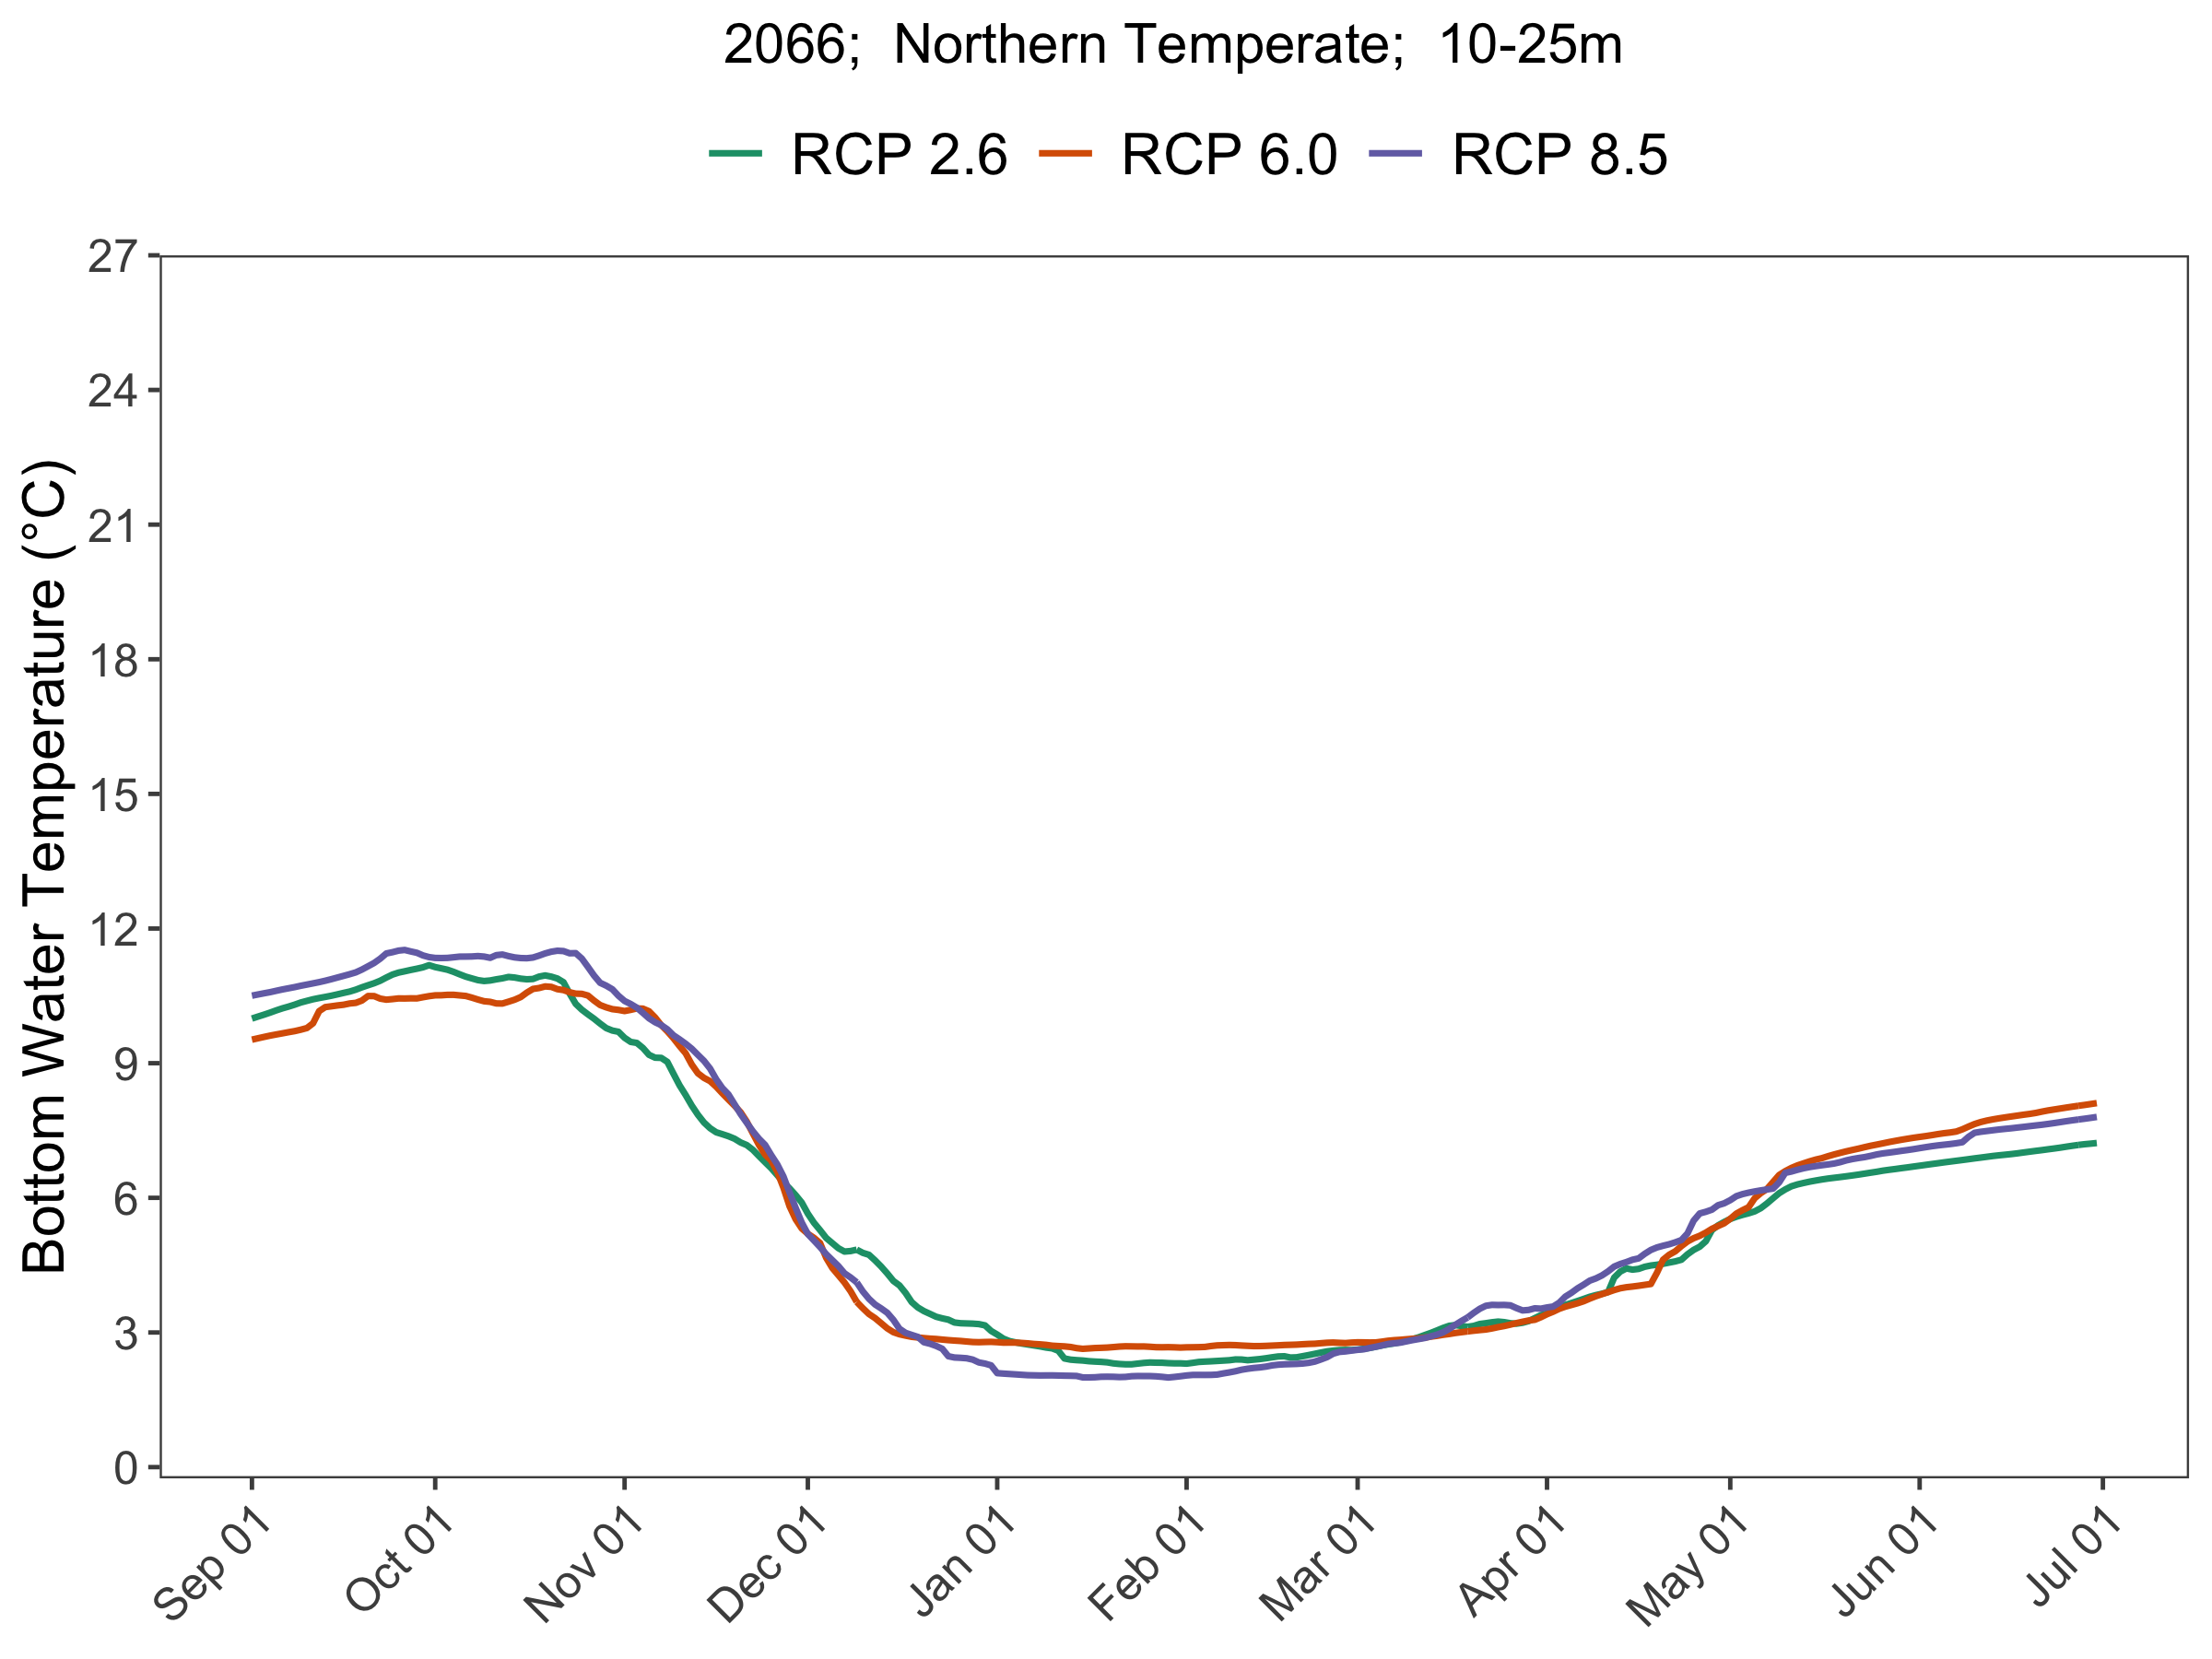 2066;  Northern Temperate;  10-25m
RCP 2.6 RCP 6.0 RCP 8.5
Bottom Water Temperature (°C)
27
24
21
18
15
12
9
6
3
0
Sep 01 Oct 01 Nov 01 Dec 01 Jan 01 Feb 01 Mar 01 Apr 01 May 01 Jun 01 Jul 01